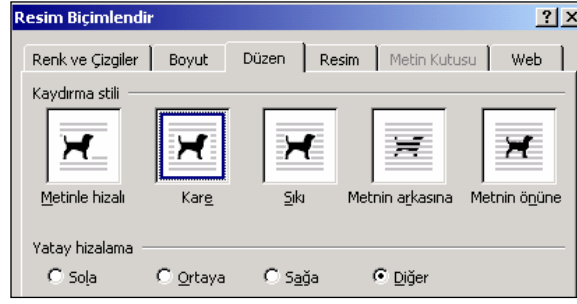 Resim Biçimlendir
Renk ve Çizgiler Boyut Düzen Resim Metin Kutusu Web
Kaydırma stili
Metinle hizalı Kare Sıkı Metnin arkasına Metnin önüne
Yatay hizalama
Sola Ortaya Sağa Diğer